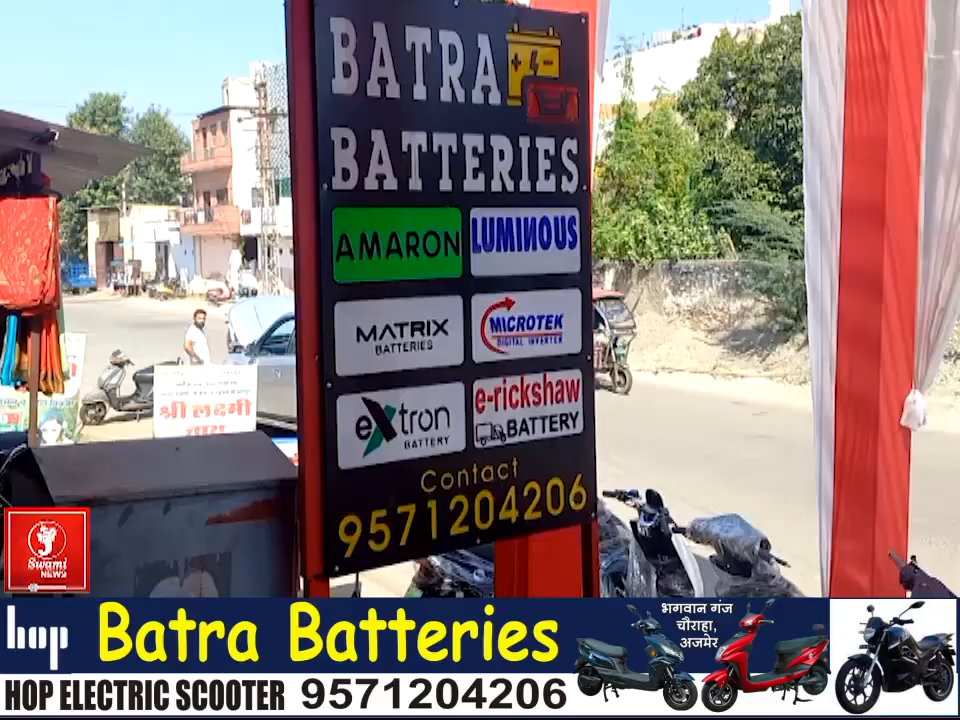 BATRA
BATTERIES
AMARON
LUMINOUS
MATRIX
BATTERIES
MICROTEK
DIGITAL INVERTER
extron
BATTERY
e-rickshaw
BATTERY
Contact
9571204206
श्री लक्ष्मी
Swami
NEWS
hop
Batra Batteries
भगवान गंज
चौराहा,
अजमेर
HOP ELECTRIC SCOOTER 9571204206